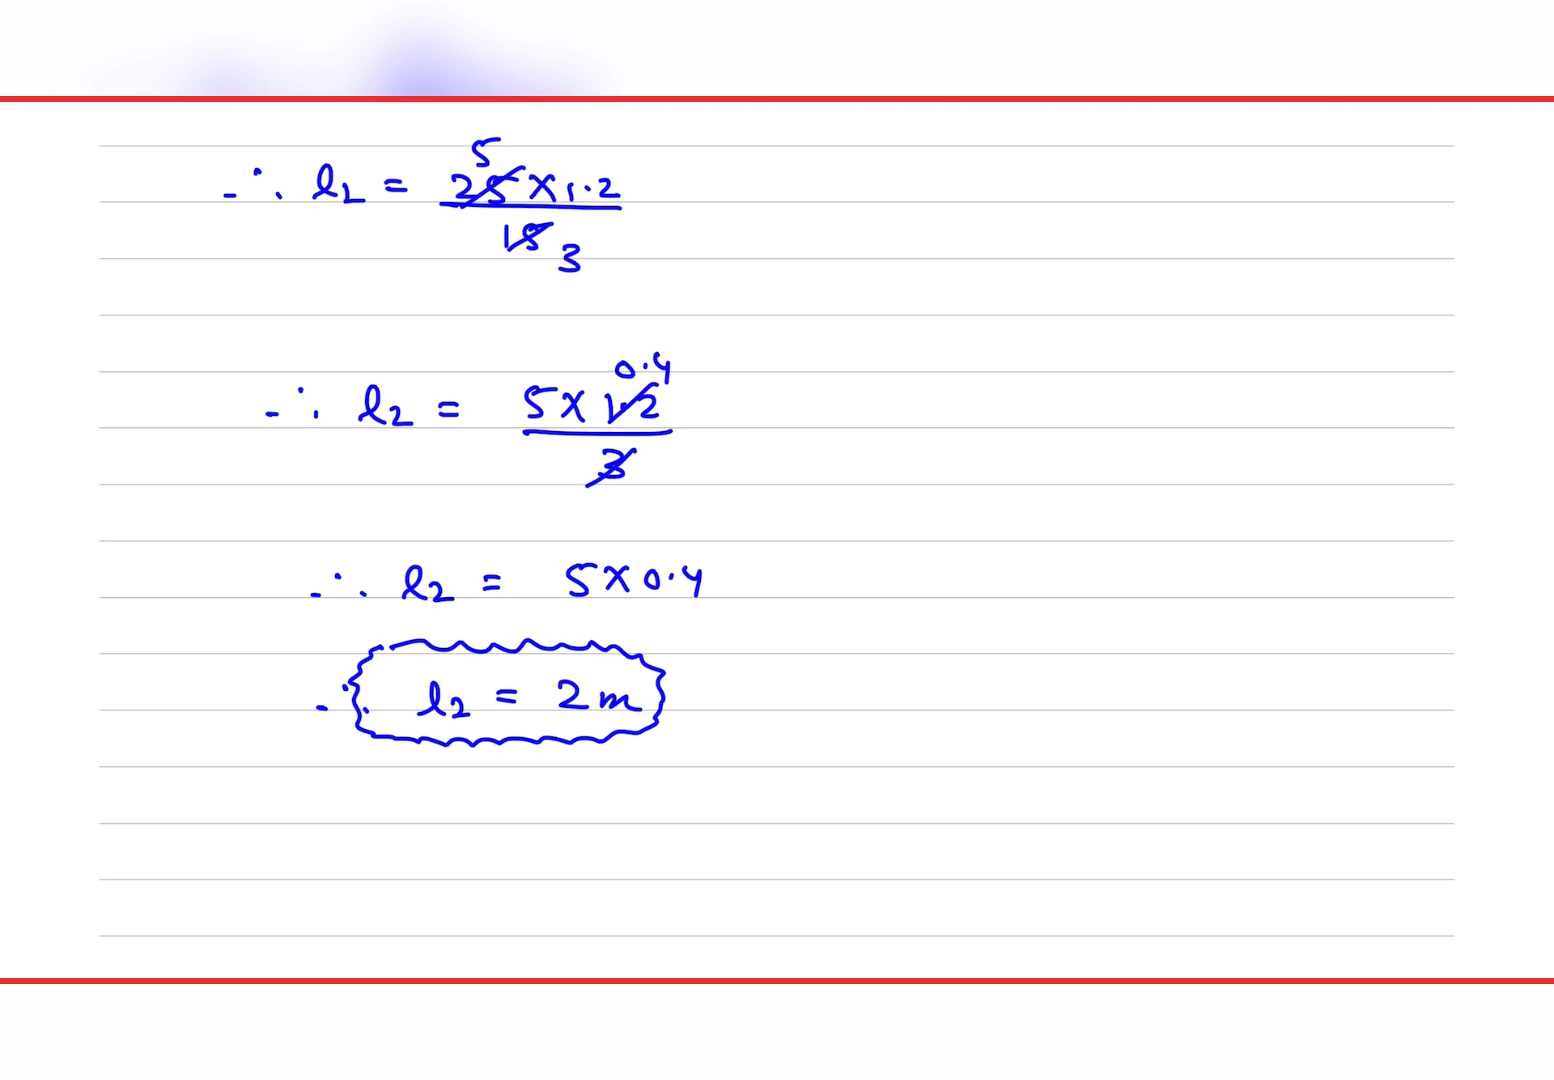 ∴ l₂ = (25 × 1.2)/15 5 3
∴ l₂ = (5 × 1.2)/3 0.4
∴ l₂ = 5 × 0.4
∴ l₂ = 2 m